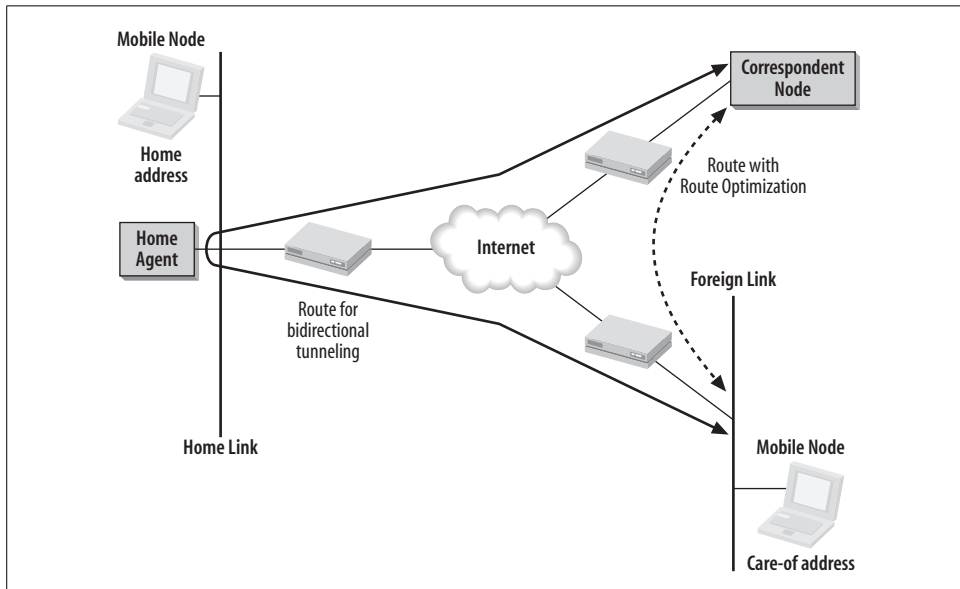 Mobile Node
Home
address
Home
Agent
Route for
bidirectional
tunneling
Home Link
Internet
Correspondent
Node
Route with
Route Optimization
Foreign Link
Mobile Node
Care-of address